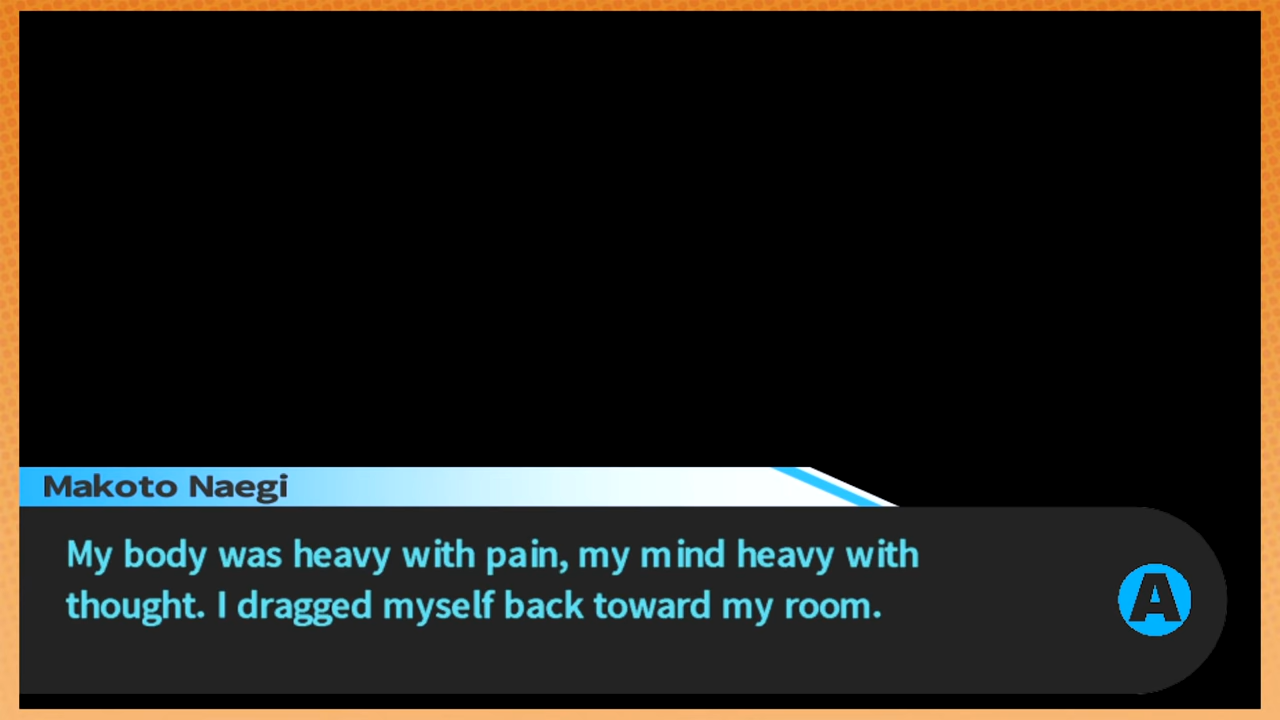 Makoto Naegi
My body was heavy with pain, my mind heavy with
thought. I dragged myself back toward my room.
A